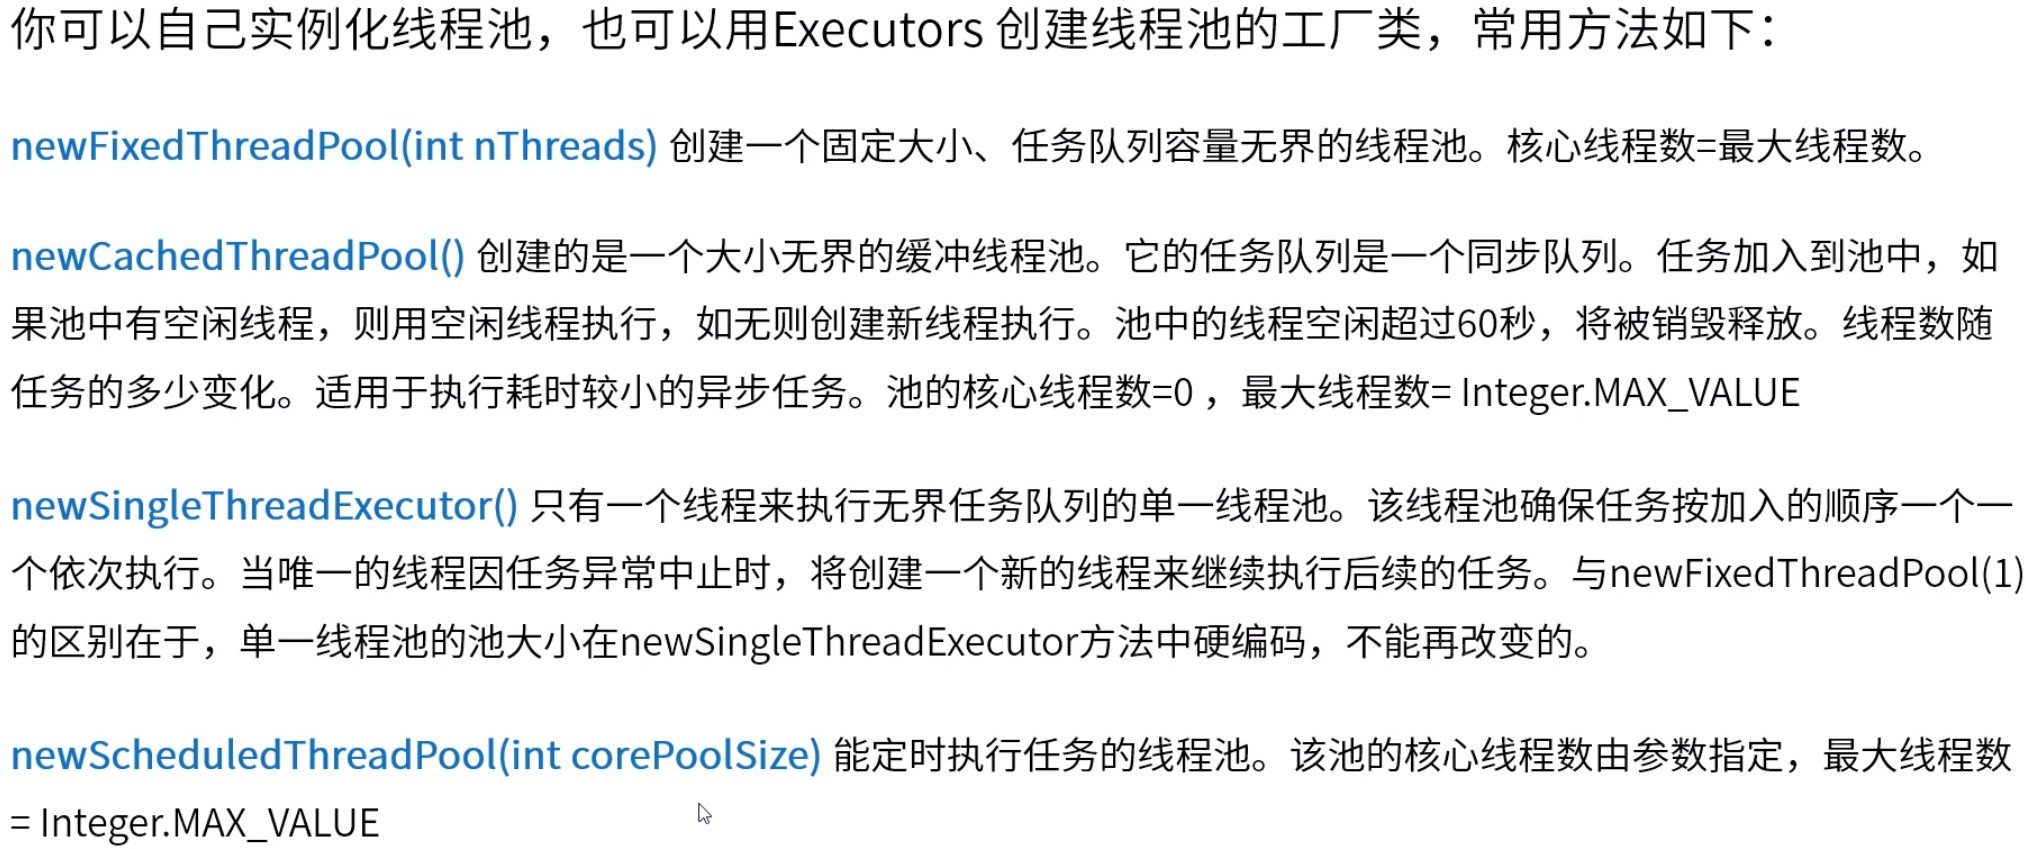 你可以自己实例化线程池，也可以用Executors 创建线程池的工厂类，常用方法如下：
newFixedThreadPool(int nThreads) 创建一个固定大小、任务队列容量无界的线程池。核心线程数=最大线程数。
newCachedThreadPool() 创建的是一个大小无界的缓冲线程池。它的任务队列是一个同步队列。任务加入到池中，如
果池中有空闲线程，则用空闲线程执行，如无则创建新线程执行。池中的线程空闲超过60秒，将被销毁释放。线程数随
任务的多少变化。适用于执行耗时较小的异步任务。池的核心线程数=0 ，最大线程数= Integer.MAX_VALUE
newSingleThreadExecutor() 只有一个线程来执行无界任务队列的单一线程池。该线程池确保任务按加入的顺序一个一
个依次执行。当唯一的线程因任务异常中止时，将创建一个新的线程来继续执行后续的任务。与newFixedThreadPool(1)
的区别在于，单一线程池的池大小在newSingleThreadExecutor方法中硬编码，不能再改变的。
newScheduledThreadPool(int corePoolSize) 能定时执行任务的线程池。该池的核心线程数由参数指定，最大线程数
= Integer.MAX_VALUE